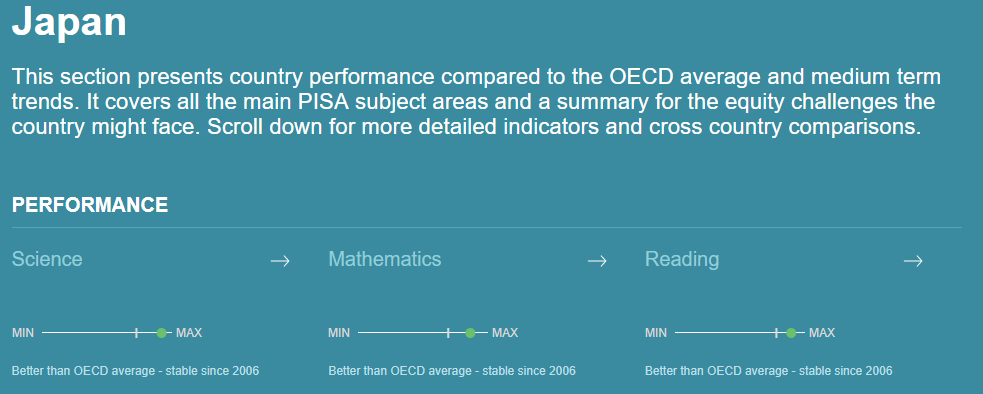 Japan
This section presents country performance compared to the OECD average and medium term
trends. It covers all the main PISA subject areas and a summary for the equity challenges the
country might face. Scroll down for more detailed indicators and cross country comparisons.
PERFORMANCE
Science → Mathematics → Reading →
MIN MAX MIN MAX MIN MAX
Better than OECD average - stable since 2006 Better than OECD average - stable since 2006 Better than OECD average - stable since 2006